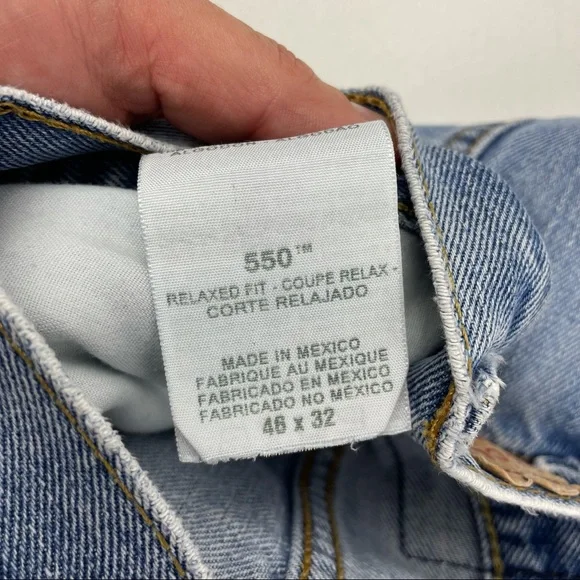 550™
RELAXED FIT - COUPE RELAX -
CORTE RELAJADO
MADE IN MEXICO
FABRIQUE AU MEXIQUE
FABRICADO EN MEXICO
FABRICADO NO MÉXICO
46 x 32